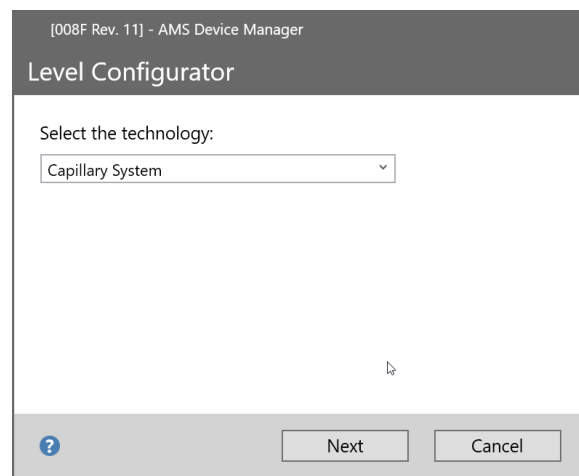 [008F Rev. 11] - AMS Device Manager
Level Configurator
Select the technology:
Capillary System
?
Next
Cancel